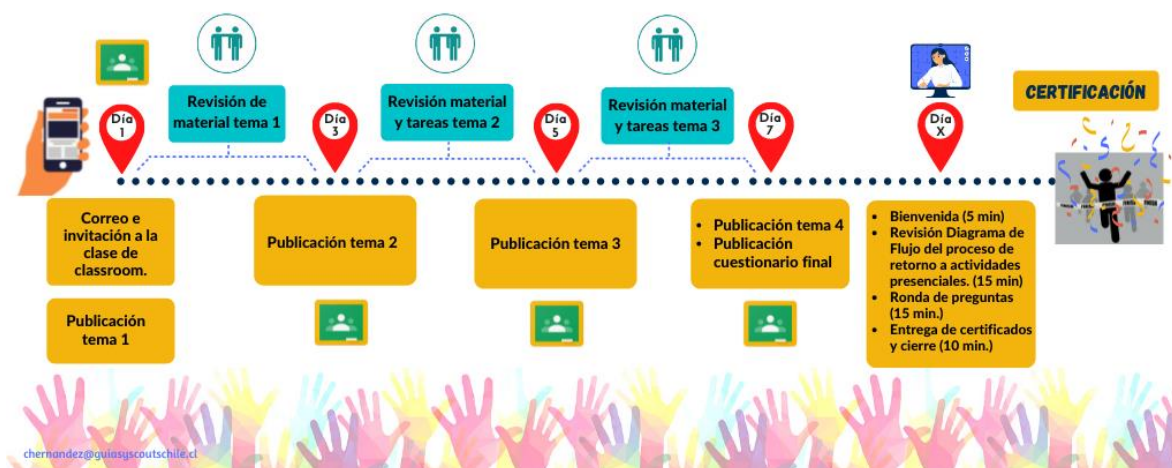 Revisión de
material tema 1
Revisión material
y tareas tema 2
Revisión material
y tareas tema 3
CERTIFICACIÓN
Día
1
Día
3
Día
5
Día
7
Día
X
Correo e
invitación a la
clase de
classroom.
Publicación
tema 1
Publicación tema 2
Publicación tema 3
• Publicación tema 4
• Publicación
cuestionario final
• Bienvenida (5 min)
• Revisión Diagrama de
Flujo del proceso de
retorno a actividades
presenciales. (15 min)
• Ronda de preguntas
(15 min.)
• Entrega de certificados
y cierre (10 min.)
chernandez@guiasyscoutschile.cl